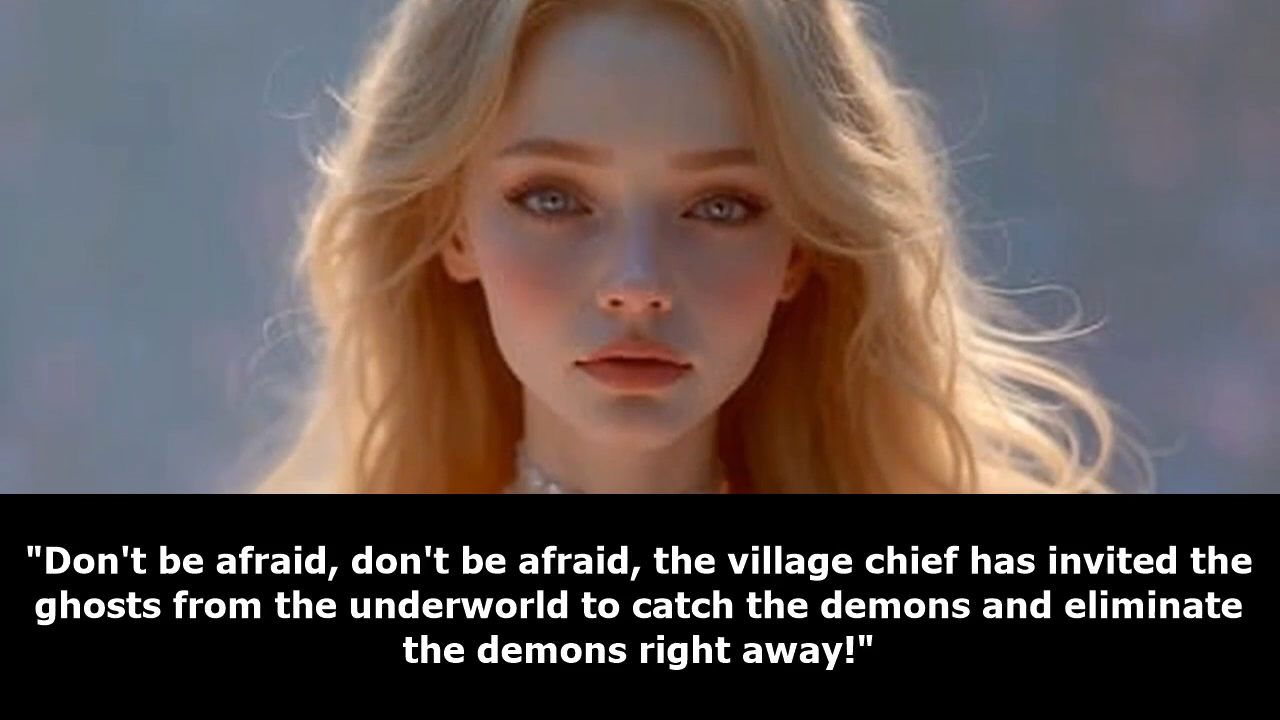 "Don't be afraid, don't be afraid, the village chief has invited the
ghosts from the underworld to catch the demons and eliminate
the demons right away!"